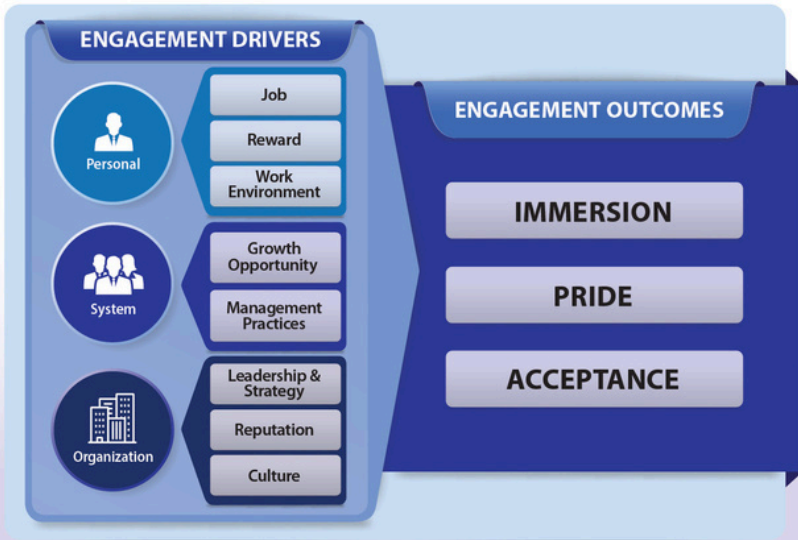 ENGAGEMENT DRIVERS
Personal
Job
Reward
Work
Environment
System
Growth
Opportunity
Management
Practices
Organization
Leadership &
Strategy
Reputation
Culture
ENGAGEMENT OUTCOMES
IMMERSION
PRIDE
ACCEPTANCE